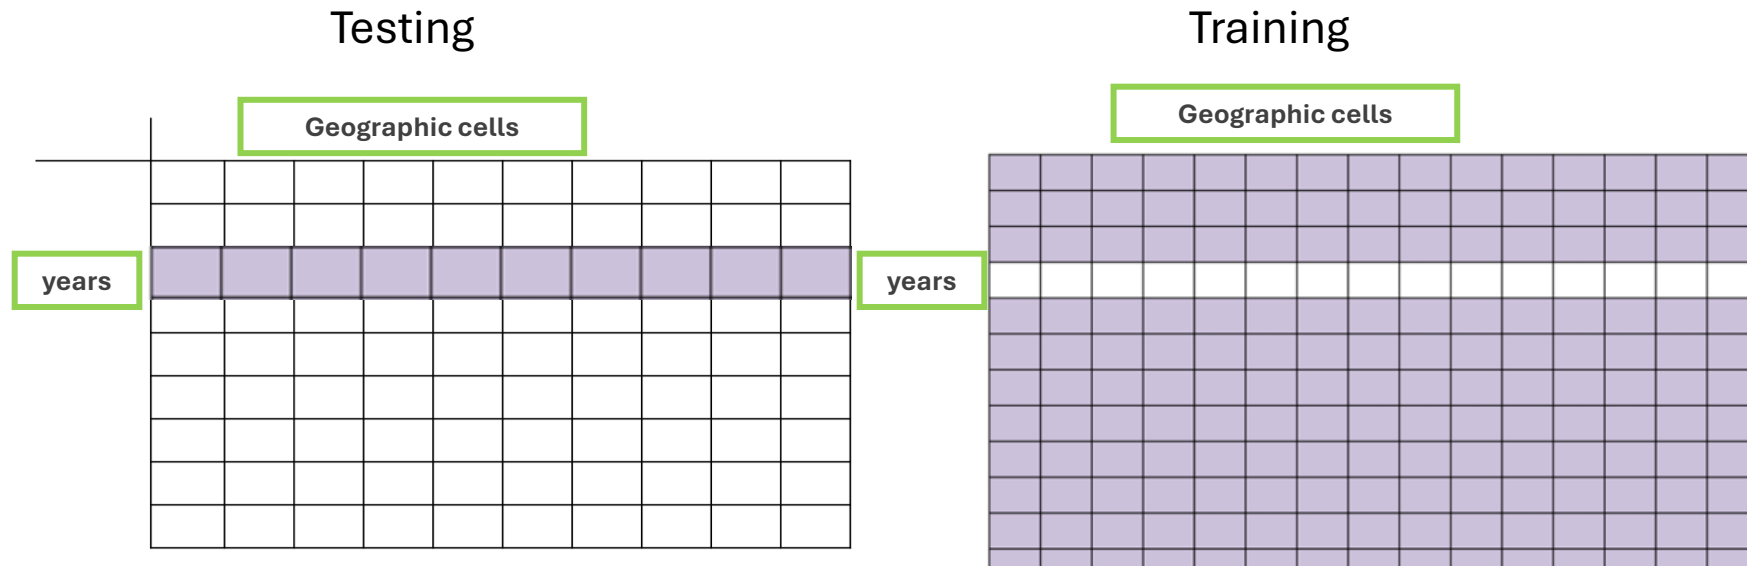 Testing
Training
Geographic cells
Geographic cells
years
years